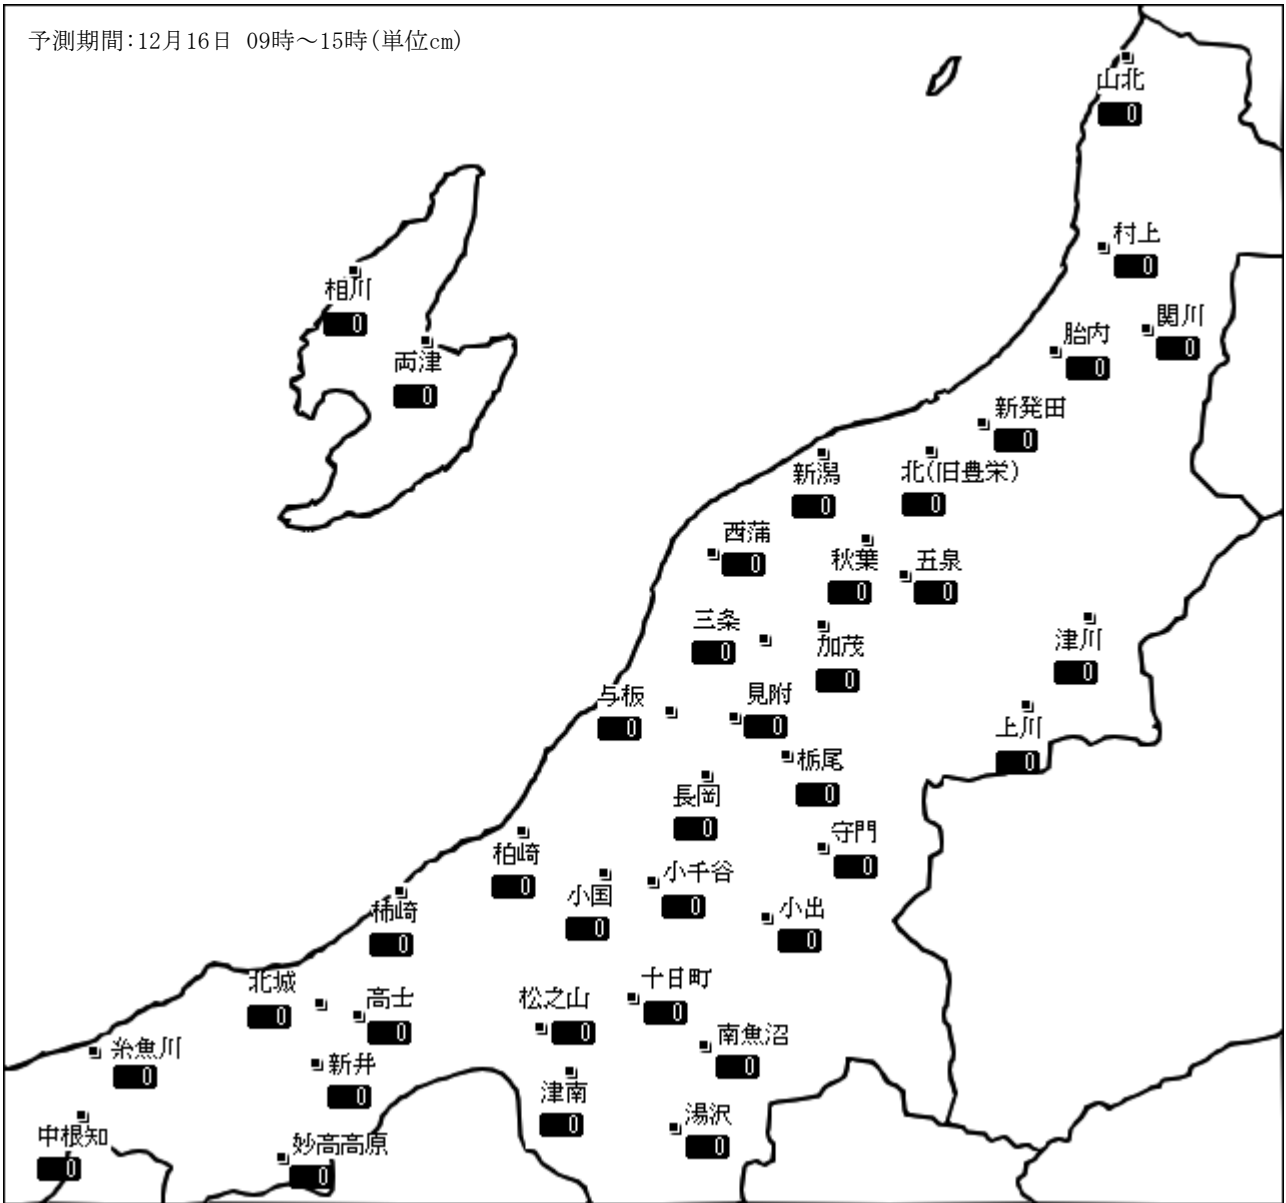 予測期間:12月16日 09時～15時(単位cm)
山北
0
村上
0
相川
0
関川
0
胎内
0
両津
0
新発田
0
新潟
0
北(旧豊栄)
0
西蒲
0
秋葉
0
五泉
0
三条
0
加茂
0
津川
0
与板
0
見附
0
上川
0
栃尾
0
長岡
0
守門
0
柏崎
0
小千谷
0
小国
0
小出
0
柿崎
0
北城
0
高士
0
松之山
0
十日町
0
南魚沼
0
糸魚川
0
新井
0
津南
0
湯沢
0
中根知
0
妙高高原
0